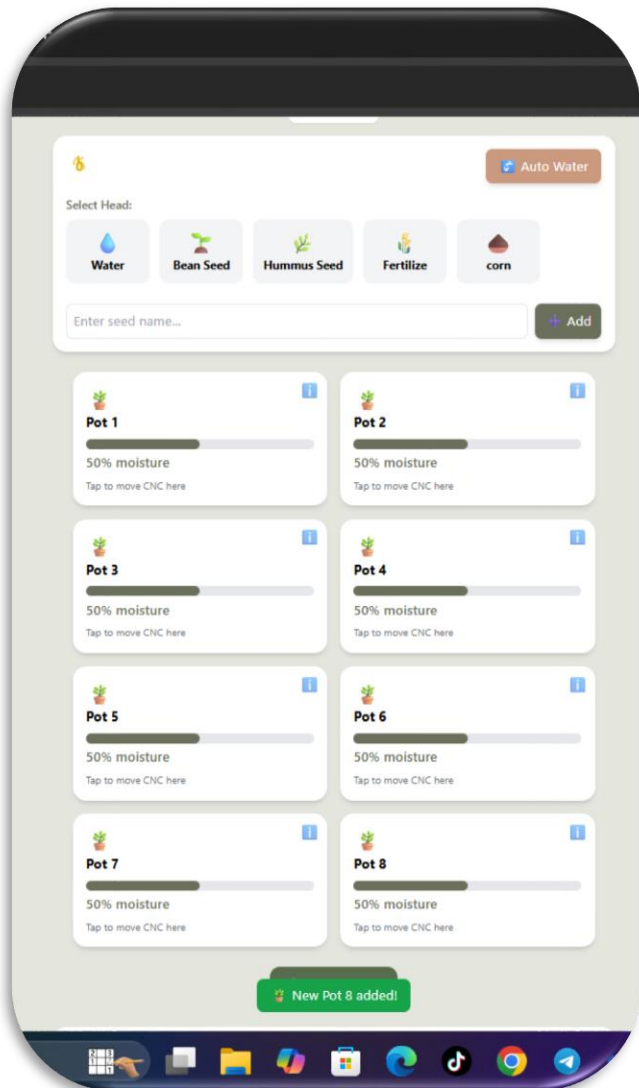 Auto Water
Select Head:
Water
Bean Seed
Hummus Seed
Fertilize
corn
Enter seed name...
Add
Pot 1
50% moisture
Tap to move CNC here
Pot 2
50% moisture
Tap to move CNC here
Pot 3
50% moisture
Tap to move CNC here
Pot 4
50% moisture
Tap to move CNC here
Pot 5
50% moisture
Tap to move CNC here
Pot 6
50% moisture
Tap to move CNC here
Pot 7
50% moisture
Tap to move CNC here
Pot 8
50% moisture
Tap to move CNC here
New Pot 8 added!